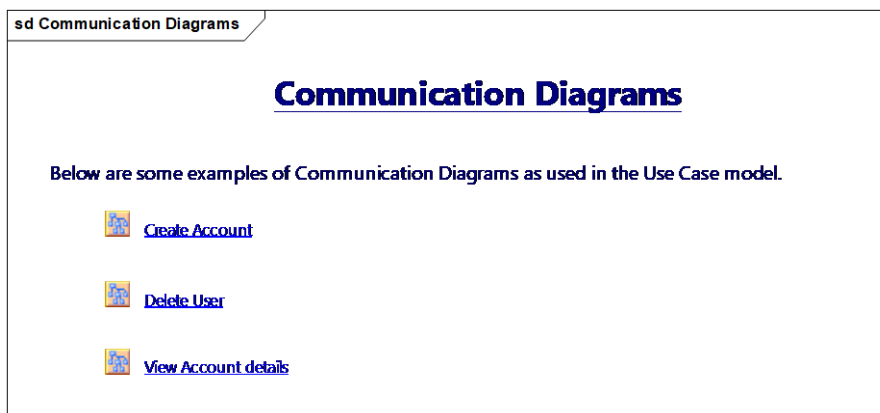 sd Communication Diagrams
Communication Diagrams
Below are some examples of Communication Diagrams as used in the Use Case model.
Create Account
Delete User
View Account details